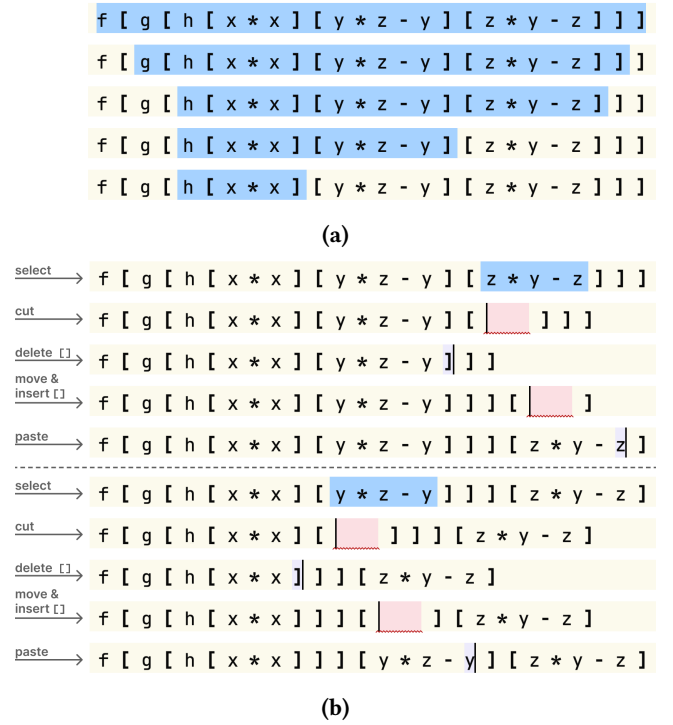 f [ g [ h [ x * x ] [ y * z - y ] [ z * y - z ] ] ]
f [ g [ h [ x * x ] [ y * z - y ] [ z * y - z ] ] ]
f [ g [ h [ x * x ] [ y * z - y ] [ z * y - z ] ] ]
f [ g [ h [ x * x ] [ y * z - y ] [ z * y - z ] ] ]
f [ g [ h [ x * x ] [ y * z - y ] [ z * y - z ] ] ]
(a)
select f [ g [ h [ x * x ] [ y * z - y ] [ z * y - z ] ] ]
cut f [ g [ h [ x * x ] [ y * z - y ] [ ] ] ]
delete [] f [ g [ h [ x * x ] [ y * z - y ] ] ]
move &
insert [] f [ g [ h [ x * x ] [ y * z - y ] ] ] [ ]
paste f [ g [ h [ x * x ] [ y * z - y ] ] ] [ z * y - z ]
select f [ g [ h [ x * x ] [ y * z - y ] ] ] [ z * y - z ]
cut f [ g [ h [ x * x ] [ ] ] ] [ z * y - z ]
delete [] f [ g [ h [ x * x ] ] ] [ z * y - z ]
move &
insert [] f [ g [ h [ x * x ] ] ] [ ] [ z * y - z ]
paste f [ g [ h [ x * x ] ] ] [ y * z - y ] [ z * y - z ]
(b)